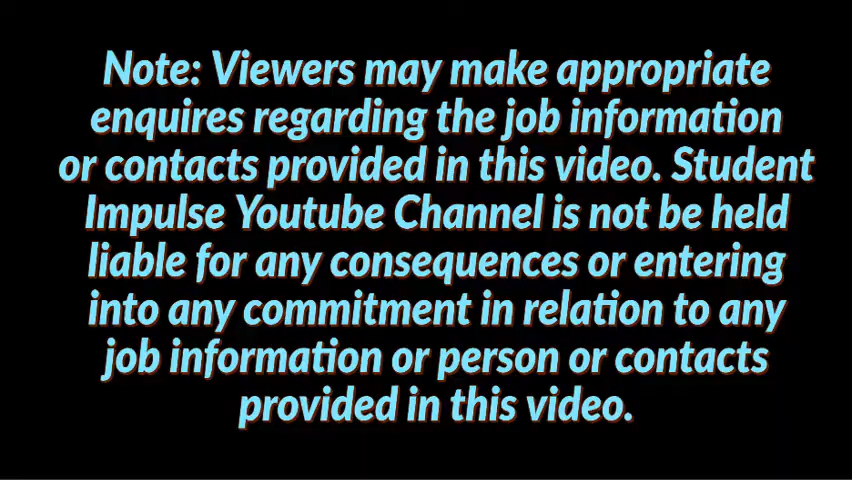 Note: Viewers may make appropriate
enquires regarding the job information
or contacts provided in this video. Student
Impulse Youtube Channel is not be held
liable for any consequences or entering
into any commitment in relation to any
job information or person or contacts
provided in this video.